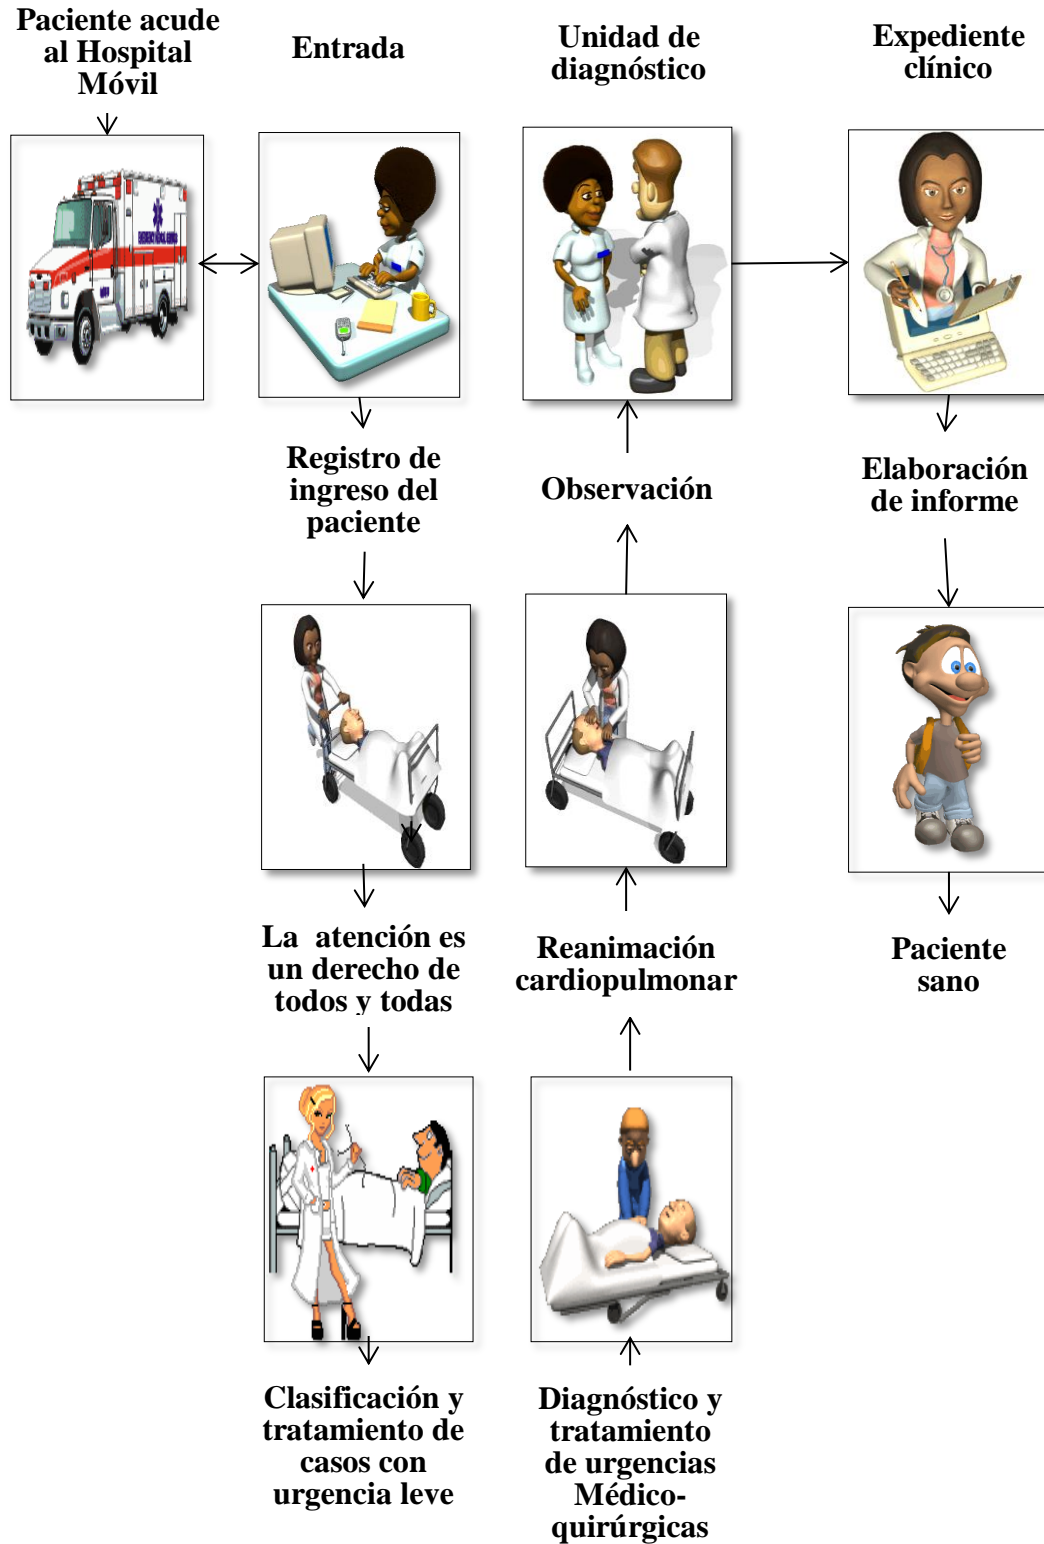 Paciente acude
al Hospital
Móvil
Entrada
Unidad de
diagnóstico
Expediente
clínico
Registro de
ingreso del
paciente
Observación
Elaboración
de informe
La atención es
un derecho de
todos y todas
Reanimación
cardiopulmonar
Paciente
sano
Clasificación y
tratamiento de
casos con
urgencia leve
Diagnóstico y
tratamiento
de urgencias
Médico-
quirúrgicas